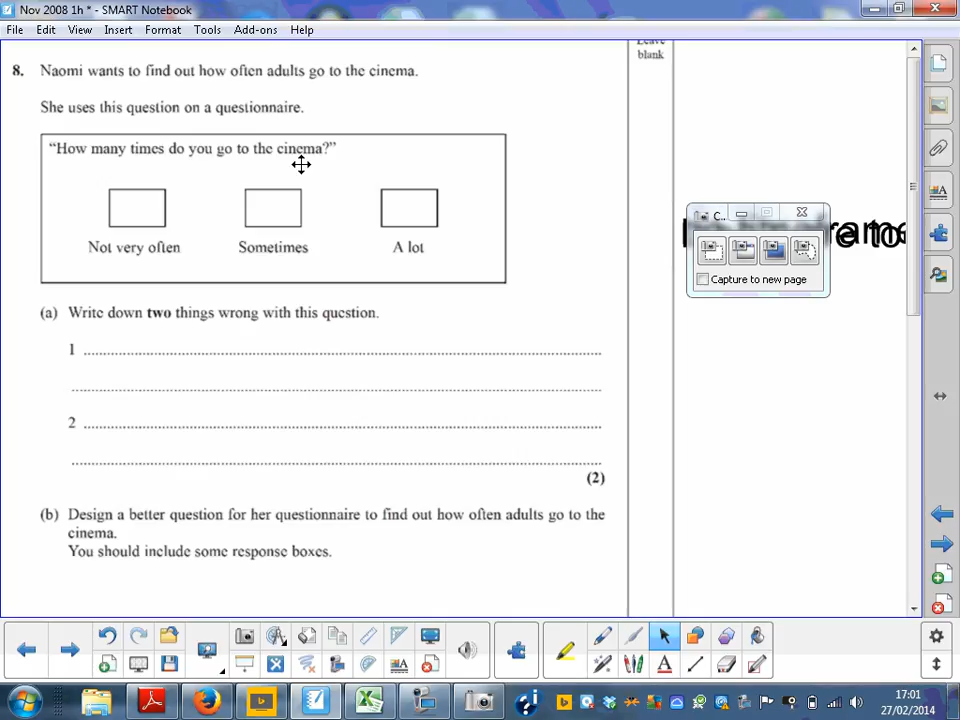 Nov 2008 1h * - SMART Notebook
File Edit View Insert Format Tools Add-ons Help
Leave
blank
8. Naomi wants to find out how often adults go to the cinema.
She uses this question on a questionnaire.
"How many times do you go to the cinema?"
Not very often Sometimes A lot
C...
Capture to new page
(a) Write down two things wrong with this question.
1
2
(2)
(b) Design a better question for her questionnaire to find out how often adults go to the
cinema.
You should include some response boxes.
17:01
27/02/2014